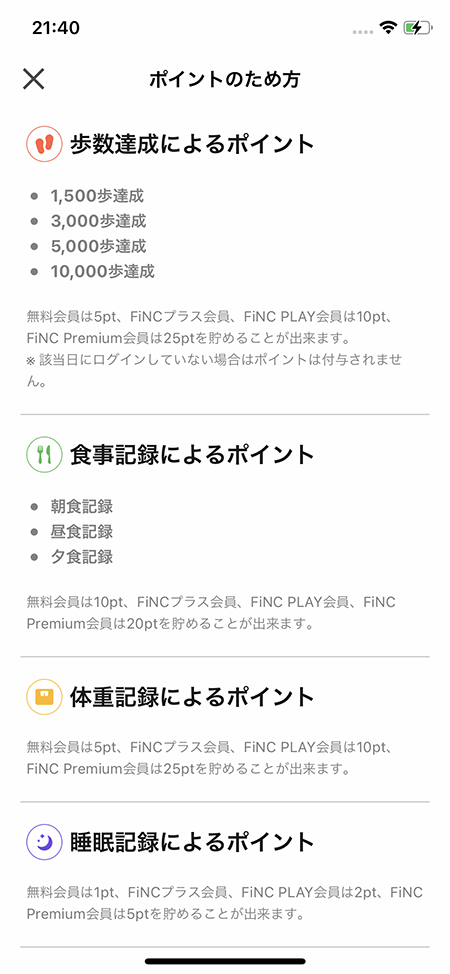 21:40
ポイントのため方
歩数達成によるポイント
1,500歩達成
3,000歩達成
5,000歩達成
10,000歩達成
無料会員は5pt、FiNCプラス会員、FiNC PLAY会員は10pt、
FiNC Premium会員は25ptを貯めることが出来ます。
※ 該当日にログインしていない場合はポイントは付与されませ
ん。
食事記録によるポイント
朝食記録
昼食記録
夕食記録
無料会員は10pt、FiNCプラス会員、FiNC PLAY会員、FiNC
Premium会員は20ptを貯めることが出来ます。
体重記録によるポイント
無料会員は5pt、FiNCプラス会員、FiNC PLAY会員は10pt、
FiNC Premium会員は25ptを貯めることが出来ます。
睡眠記録によるポイント
無料会員は1pt、FiNCプラス会員、FiNC PLAY会員は2pt、FiNC
Premium会員は5ptを貯めることが出来ます。